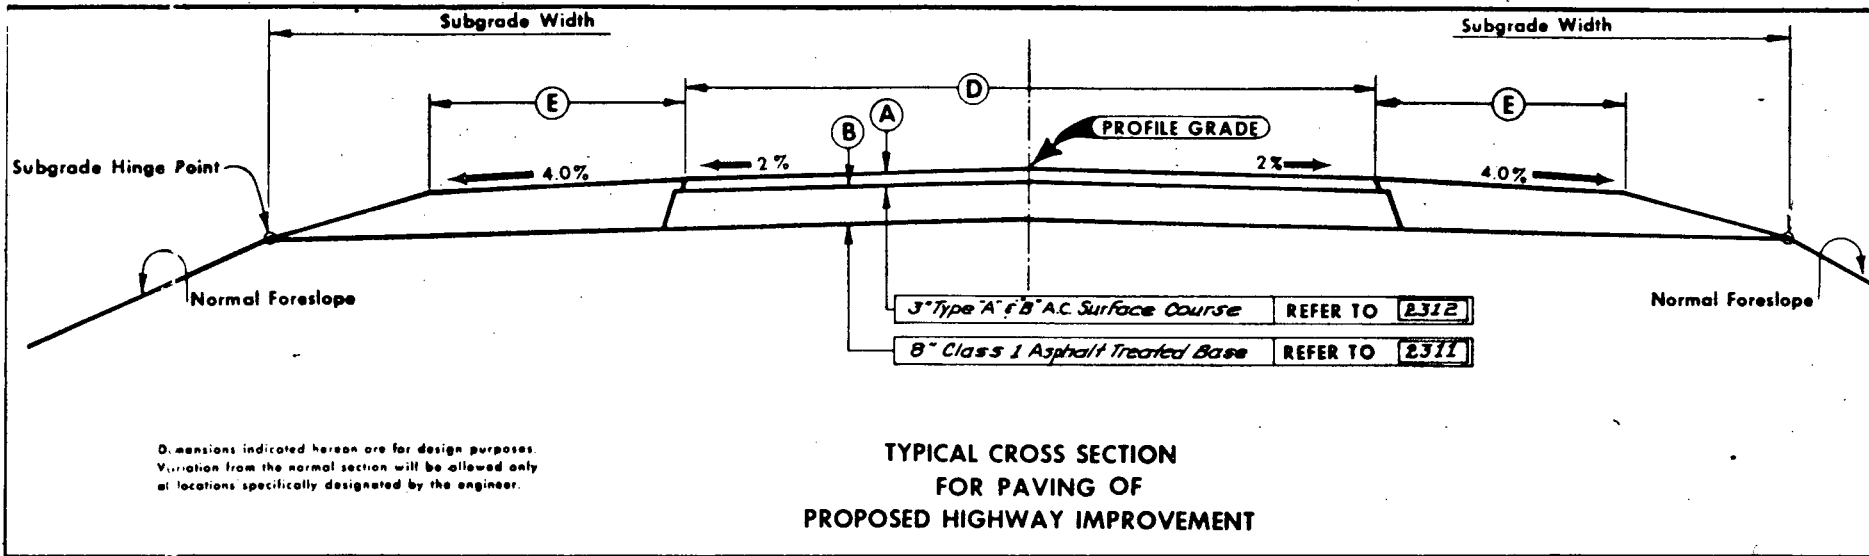 Subgrade Width
Subgrade Width
E
D
E
A
B
PROFILE GRADE
Subgrade Hinge Point
4.0%
2%
2%
4.0%
Normal Foreslope
Normal Foreslope
3" Type "A" & "B" A.C. Surface Course REFER TO 2312
8" Class 1 Asphalt Treated Base REFER TO 2311
Dimensions indicated hereon are for design purposes.
Variation from the normal section will be allowed only
at locations specifically designated by the engineer.
TYPICAL CROSS SECTION
FOR PAVING OF
PROPOSED HIGHWAY IMPROVEMENT